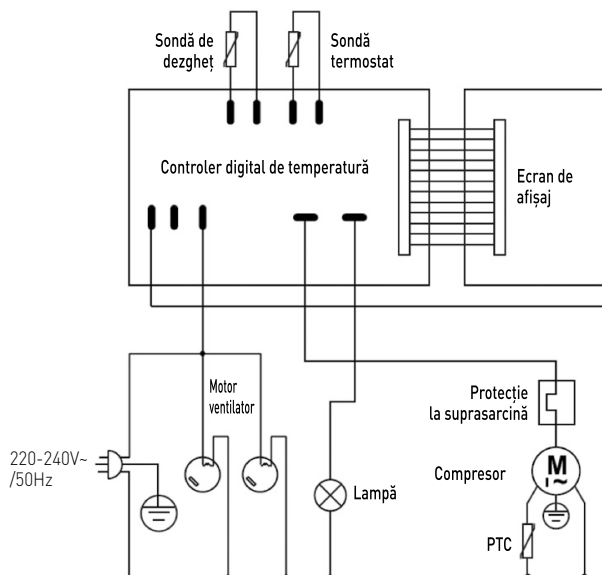 Sondă de
dezgheț
Sondă
termostat
Controler digital de temperatură
Ecran de
afișaj
Motor
ventilator
Protecție
la suprasarcină
220-240V~
/50Hz
Lampă
Compresor
M
1~
PTC